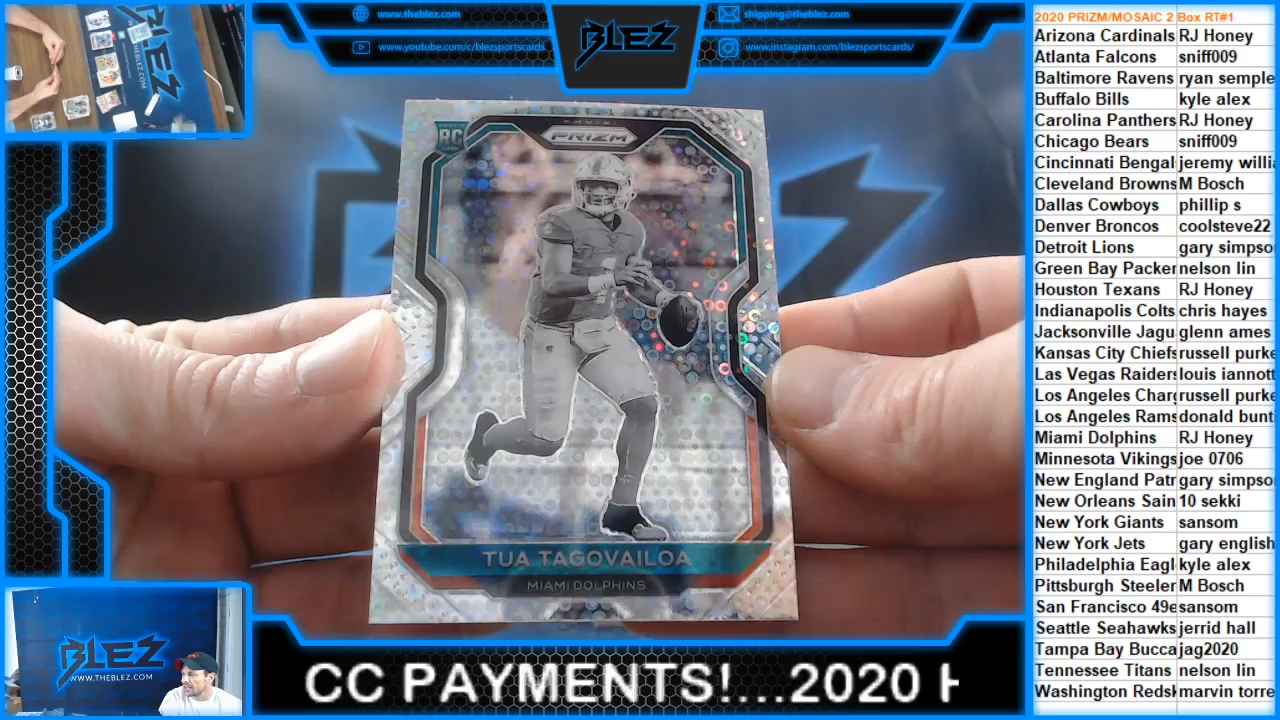 www.theblez.com
shipping@theblez.com
www.youtube.com/c/blezsportscards
www.instagram.com/blezsportscards/
BLEZ
RC
PANINI
PRIZM
TUA TAGOVAILOA
MIAMI DOLPHINS
BLEZ
WWW.THEBLEZ.COM
BLEZ
WWW.THEBLEZ.COM
CC PAYMENTS!...2020 H
2020 PRIZM/MOSAIC 2 Box RT#1
Arizona Cardinals RJ Honey
Atlanta Falcons sniff009
Baltimore Ravens ryan semple
Buffalo Bills kyle alex
Carolina Panthers RJ Honey
Chicago Bears sniff009
Cincinnati Bengal jeremy willia
Cleveland Browns M Bosch
Dallas Cowboys phillip s
Denver Broncos coolsteve22
Detroit Lions gary simpso
Green Bay Packer nelson lin
Houston Texans RJ Honey
Indianapolis Colts chris hayes
Jacksonville Jagu glenn ames
Kansas City Chiefs russell purke
Las Vegas Raiders louis iannott
Los Angeles Charg russell purke
Los Angeles Rams donald bunt
Miami Dolphins RJ Honey
Minnesota Vikings joe 0706
New England Patr gary simpso
New Orleans Sain 10 sekki
New York Giants sansom
New York Jets gary english
Philadelphia Eagl kyle alex
Pittsburgh Steeler M Bosch
San Francisco 49e sansom
Seattle Seahawks jerrid hall
Tampa Bay Bucca jag2020
Tennessee Titans nelson lin
Washington Redsk marvin torre